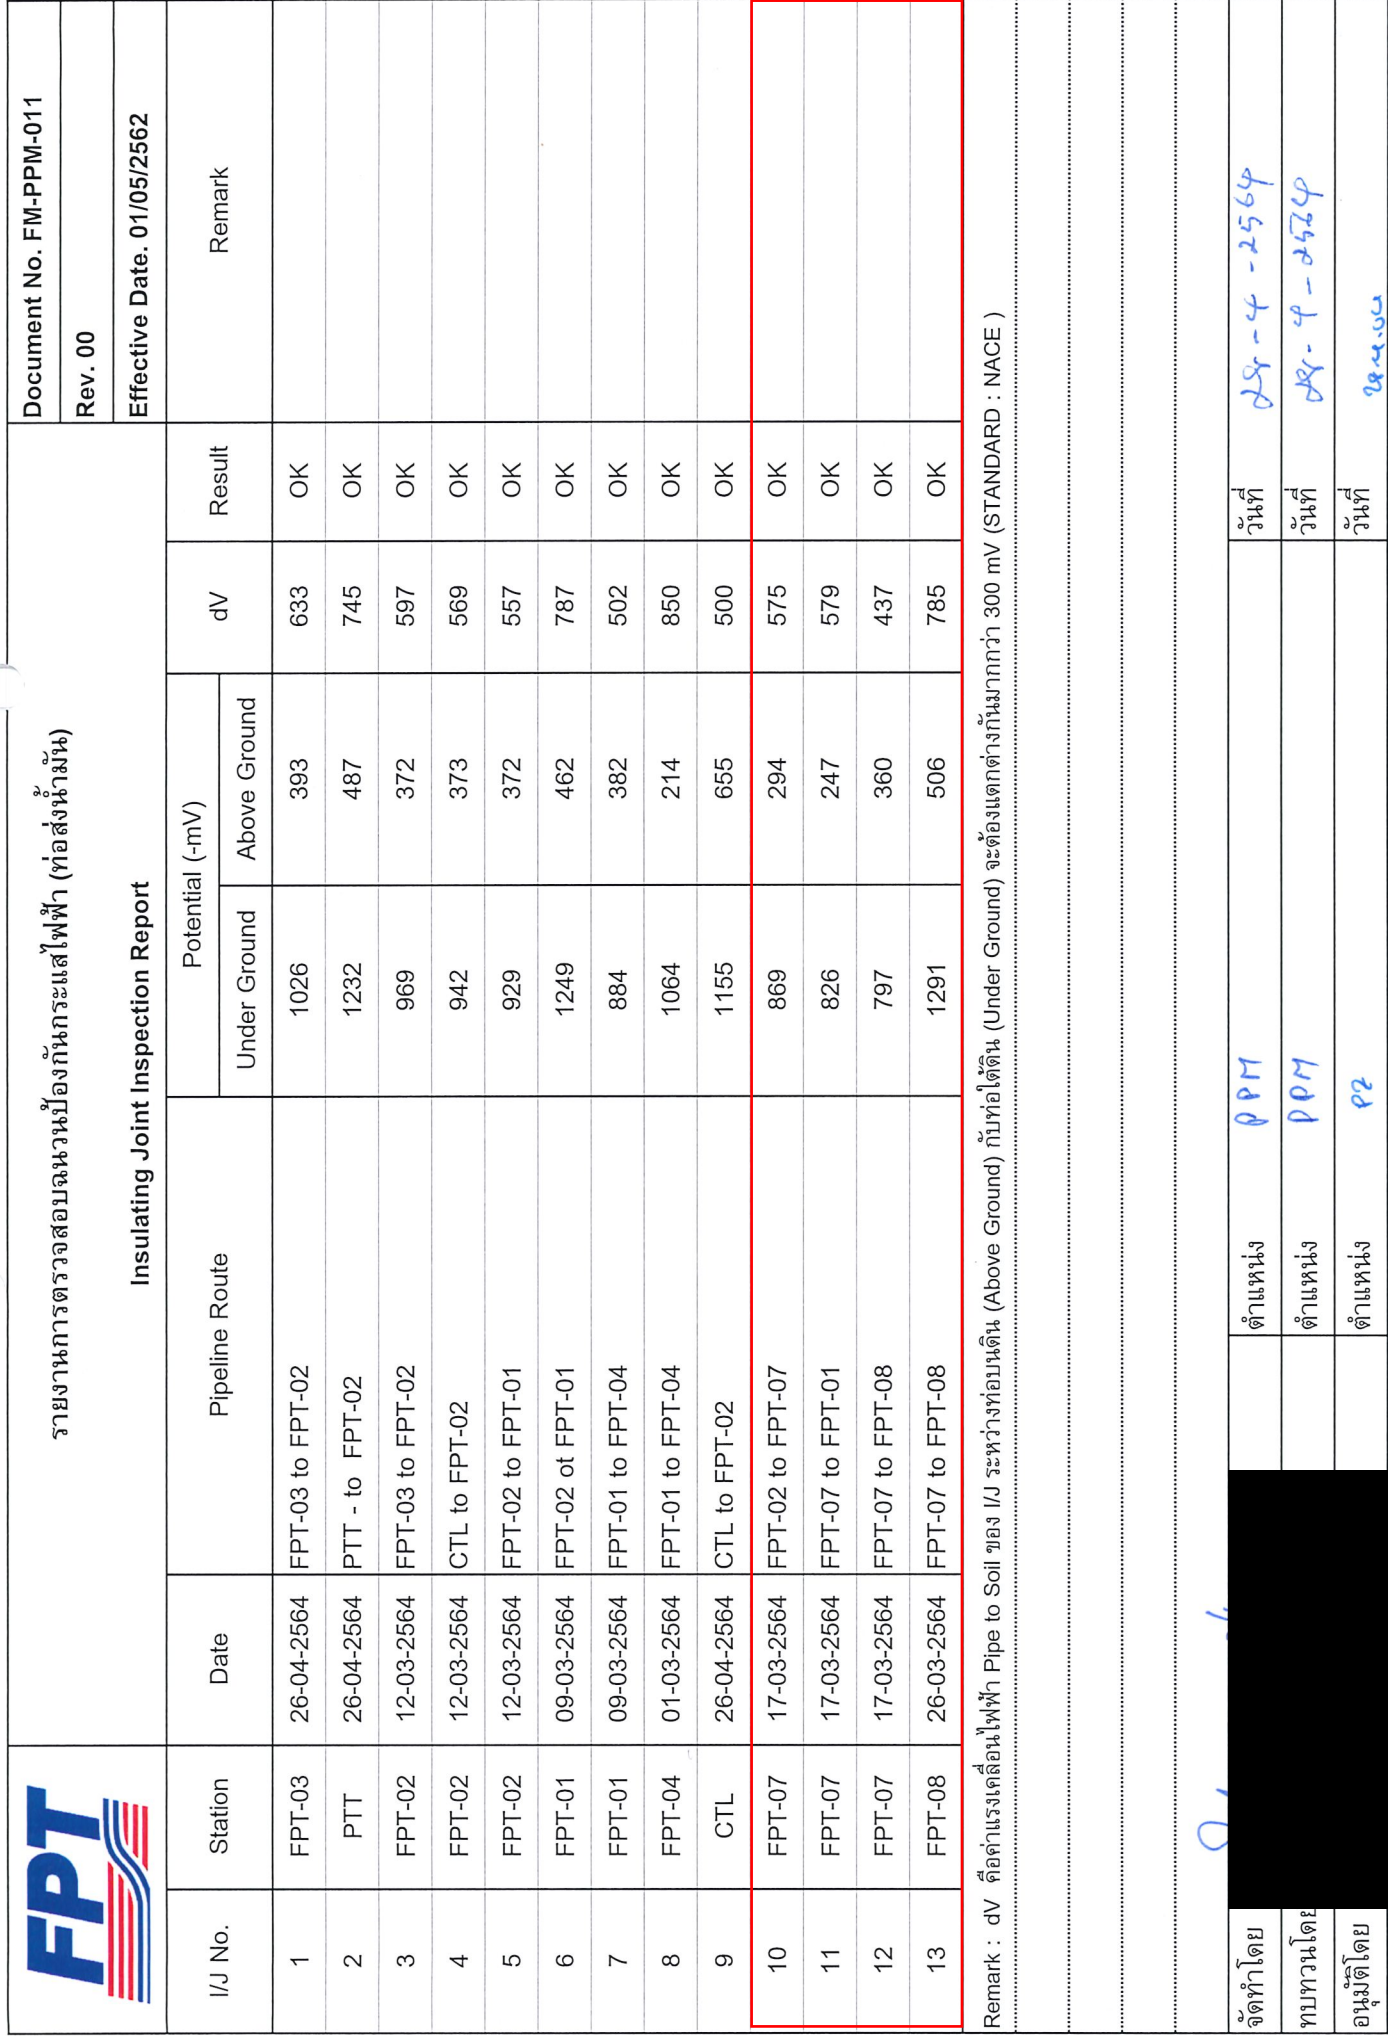 FPT
รายงานการตรวจสอบฉนวนป้องกันกระแสไฟฟ้า (ท่อส่งน้ำมัน)
Insulating Joint Inspection Report
Document No. FM-PPM-011
Rev. 00
Effective Date. 01/05/2562
I/J No. Station Date Pipeline Route Potential (-mV) dV Result Remark
Under Ground Above Ground
1 FPT-03 26-04-2564 FPT-03 to FPT-02 1026 393 633 OK
2 PTT 26-04-2564 PTT - to FPT-02 1232 487 745 OK
3 FPT-02 12-03-2564 FPT-03 to FPT-02 969 372 597 OK
4 FPT-02 12-03-2564 CTL to FPT-02 942 373 569 OK
5 FPT-02 12-03-2564 FPT-02 to FPT-01 929 372 557 OK
6 FPT-01 09-03-2564 FPT-02 ot FPT-01 1249 462 787 OK
7 FPT-01 09-03-2564 FPT-01 to FPT-04 884 382 502 OK
8 FPT-04 01-03-2564 FPT-01 to FPT-04 1064 214 850 OK
9 CTL 26-04-2564 CTL to FPT-02 1155 655 500 OK
10 FPT-07 17-03-2564 FPT-02 to FPT-07 869 294 575 OK
11 FPT-07 17-03-2564 FPT-07 to FPT-01 826 247 579 OK
12 FPT-07 17-03-2564 FPT-07 to FPT-08 797 360 437 OK
13 FPT-08 26-03-2564 FPT-07 to FPT-08 1291 506 785 OK
Remark : dV คือค่าแรงเคลื่อนไฟฟ้า Pipe to Soil ของ I/J ระหว่างท่อบนดิน (Above Ground) กับท่อใต้ดิน (Under Ground) จะต้องแตกต่างกันมากกว่า 300 mV (STANDARD : NACE )
จัดทำโดย ตำแหน่ง PPM วันที่ -4-2564
ทบทวนโดย ตำแหน่ง PPM วันที่ -4-2564
อนุมัติโดย ตำแหน่ง P2 วันที่